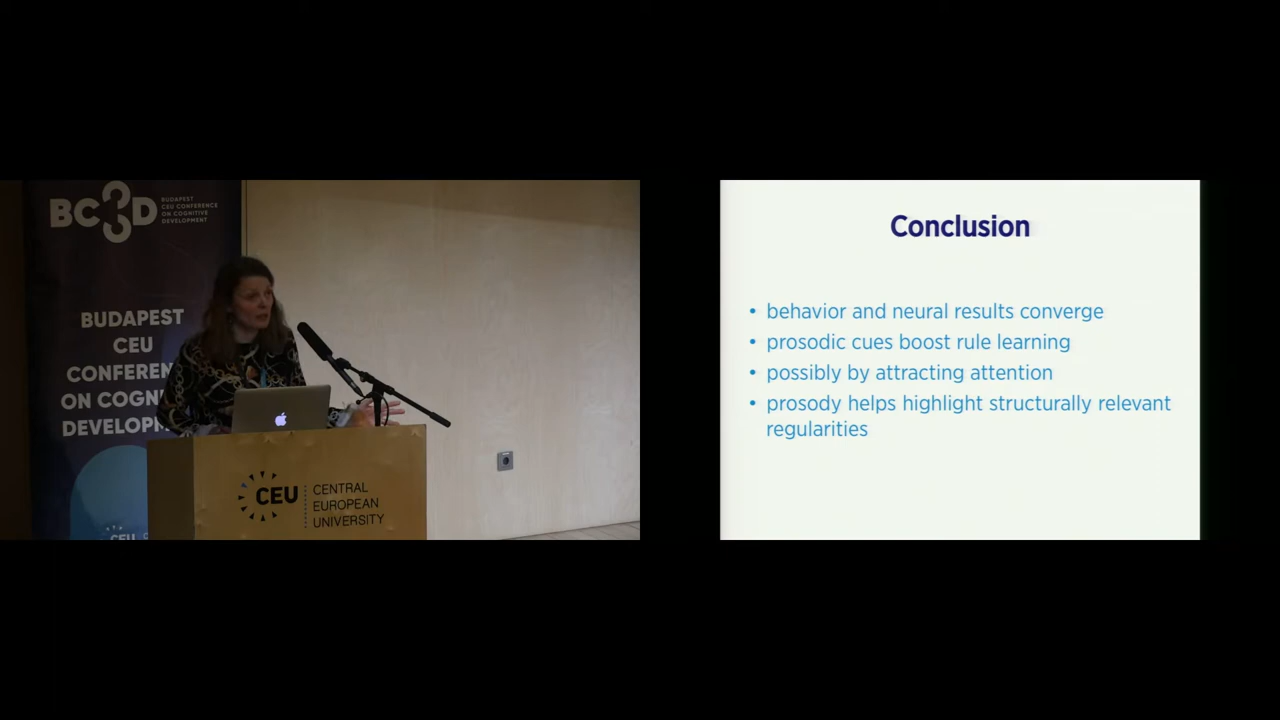 BC3D
BUDAPEST
CEU CONFERENCE
ON COGNITIVE
DEVELOPMENT
BUDAPEST
CEU
CONFEREN
ON COGN
DEVELOP
CEU
CEU
CENTRAL
EUROPEAN
UNIVERSITY
Conclusion
• behavior and neural results converge
• prosodic cues boost rule learning
• possibly by attracting attention
• prosody helps highlight structurally relevant
regularities